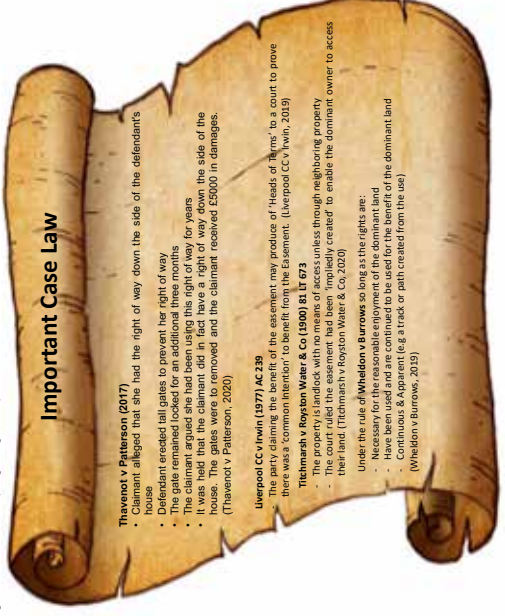 Important Case Law
Thavenot v Patterson (2017)
• Claimant alleged that she had the right of way down the side of the defendant's
house
• Defendant erected tall gates to prevent her right of way
• The gate remained locked for an additional three months
• The claimant argued she had been using this right of way for years
• It was held that the claimant did in fact have a right of way down the side of the
house. The gates were to removed and the claimant received £5000 in damages.
(Thavenot v Patterson, 2020)
Liverpool CC v Irwin (1977) AC 239
- The party claiming the benefit of the easement may produce of 'Heads of Terms' to a court to prove
there was a 'common Intention' to benefit from the Easement. (Liverpool CC v Irwin, 2019)
Titchmarsh v Royston Water & Co (1900) 81 LT 673
- The property is landlock with no means of access unless through neighboring property
- The court ruled the easement had been 'impliedly created' to enable the dominant owner to access
their land. (Titchmarsh v Royston Water & Co, 2020)
Under the rule of Wheldon v Burrows so long as the rights are:
- Necessary for the reasonable enjoyment of the dominant land
- Have been used and are continued to be used for the benefit of the dominant land
- Continuous & Apparent (e.g a track or path created from the use)
(Wheldon v Burrows, 2019)